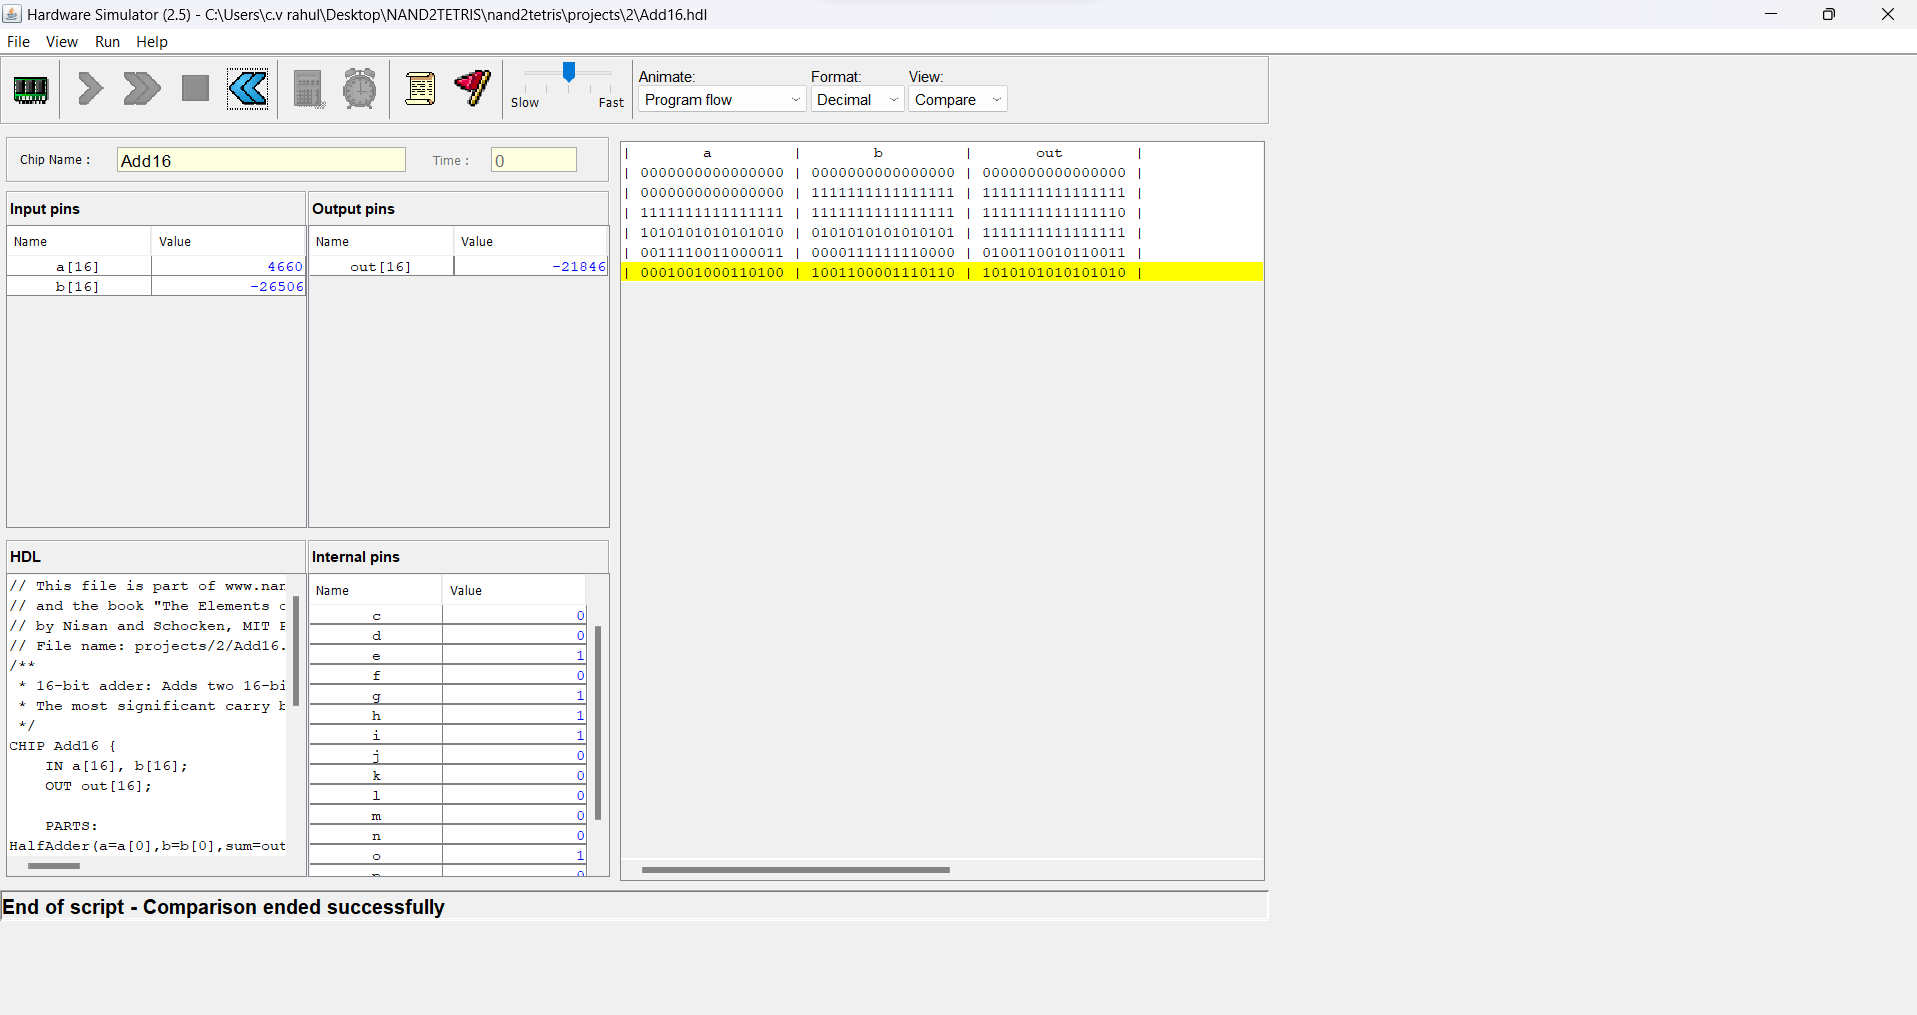 Hardware Simulator (2.5) - C:\Users\c.v rahul\Desktop\NAND2TETRIS\nand2tetris\projects\2\Add16.hdl
File View Run Help
Slow Fast
Animate: Format: View:
Program flow Decimal Compare
Chip Name : Add16 Time : 0
Input pins
Name Value
a[16] 4660
b[16] -26506
Output pins
Name Value
out[16] -21846
HDL
// This file is part of www.nan
// and the book "The Elements o
// by Nisan and Schocken, MIT P
// File name: projects/2/Add16.
/**
* 16-bit adder: Adds two 16-bi
* The most significant carry b
*/
CHIP Add16 {
IN a[16], b[16];
OUT out[16];
PARTS:
HalfAdder(a=a[0],b=b[0],sum=out
Internal pins
Name Value
c 0
d 0
e 1
f 0
g 1
h 1
i 1
j 0
k 0
l 0
m 0
n 0
o 1
p 0
| a | b | out |
| 0000000000000000 | 0000000000000000 | 0000000000000000 |
| 0000000000000000 | 1111111111111111 | 1111111111111111 |
| 1111111111111111 | 1111111111111111 | 1111111111111110 |
| 1010101010101010 | 0101010101010101 | 1111111111111111 |
| 0011110011000011 | 0000111111110000 | 0100110010110011 |
| 0001001000110100 | 1001100001110110 | 1010101010101010 |
End of script - Comparison ended successfully